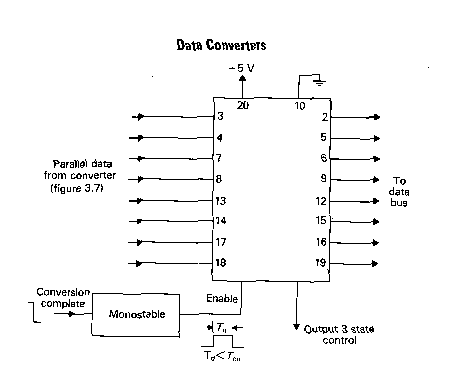 Data Converters
-5 V
20
10
3
2
4
5
7
6
8
9
13
12
14
15
17
16
18
19
Parallel data
from converter
(figure 3.7)
To
data
bus
Conversion
complete
Monostable
Enable
Output 3 state
control